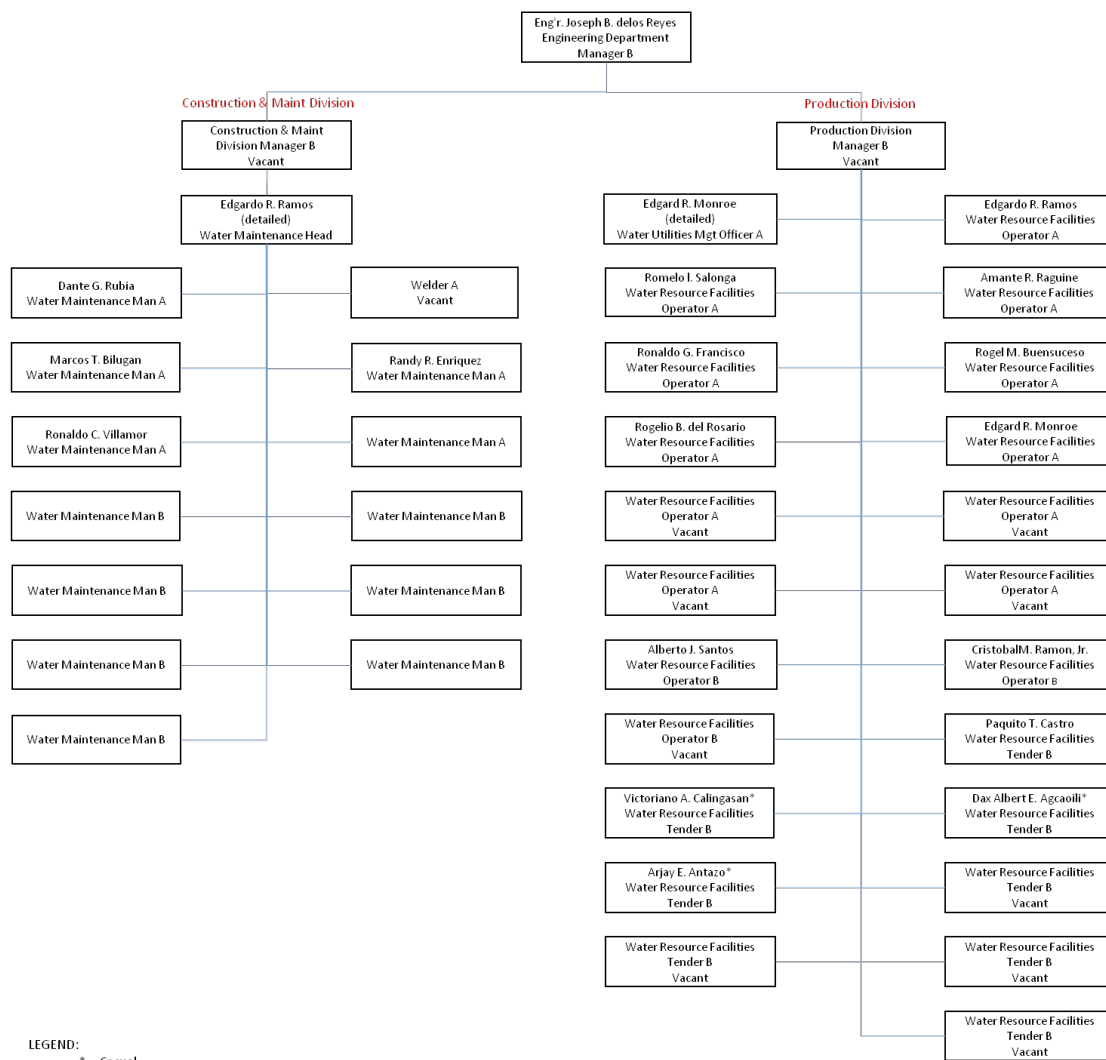 Eng'r. Joseph B. delos Reyes
Engineering Department
Manager B
Construction & Maint Division
Production Division
Construction & Maint
Division Manager B
Vacant
Production Division
Manager B
Vacant
Edgardo R. Ramos
(detailed)
Water Maintenance Head
Edgard R. Monroe
(detailed)
Water Utilities Mgt Officer A
Edgardo R. Ramos
Water Resource Facilities
Operator A
Dante G. Rubia
Water Maintenance Man A
Welder A
Vacant
Romelo l. Salonga
Water Resource Facilities
Operator A
Amante R. Raguine
Water Resource Facilities
Operator A
Marcos T. Bilugan
Water Maintenance Man A
Randy R. Enriquez
Water Maintenance Man A
Ronaldo G. Francisco
Water Resource Facilities
Operator A
Rogel M. Buensuceso
Water Resource Facilities
Operator A
Ronaldo C. Villamor
Water Maintenance Man A
Water Maintenance Man A
Rogelio B. del Rosario
Water Resource Facilities
Operator A
Edgard R. Monroe
Water Resource Facilities
Operator A
Water Maintenance Man B
Water Maintenance Man B
Water Resource Facilities
Operator A
Vacant
Water Resource Facilities
Operator A
Vacant
Water Maintenance Man B
Water Maintenance Man B
Water Resource Facilities
Operator A
Vacant
Water Resource Facilities
Operator A
Vacant
Water Maintenance Man B
Water Maintenance Man B
Alberto J. Santos
Water Resource Facilities
Operator B
CristobalM. Ramon, Jr.
Water Resource Facilities
Operator B
Water Maintenance Man B
Water Resource Facilities
Operator B
Vacant
Paquito T. Castro
Water Resource Facilities
Tender B
Victoriano A. Calingasan*
Water Resource Facilities
Tender B
Dax Albert E. Agcaoili*
Water Resource Facilities
Tender B
Arjay E. Antazo*
Water Resource Facilities
Tender B
Water Resource Facilities
Tender B
Vacant
Water Resource Facilities
Tender B
Vacant
Water Resource Facilities
Tender B
Vacant
Water Resource Facilities
Tender B
Vacant
LEGEND: